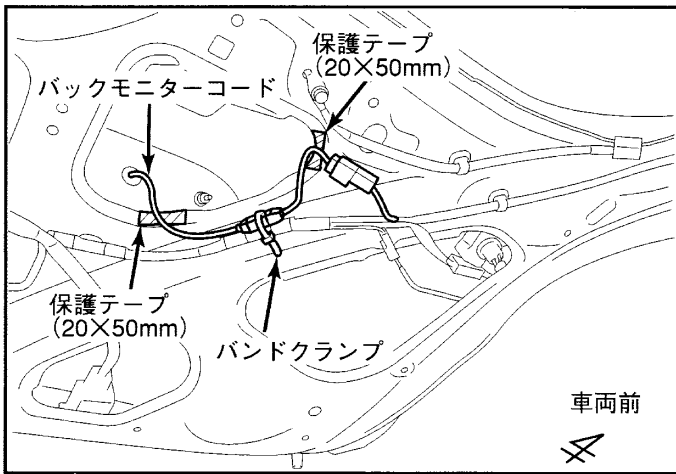 保護テープ
(20×50mm)
バックモニターコード
保護テープ
(20×50mm)
バンドクランプ
車両前